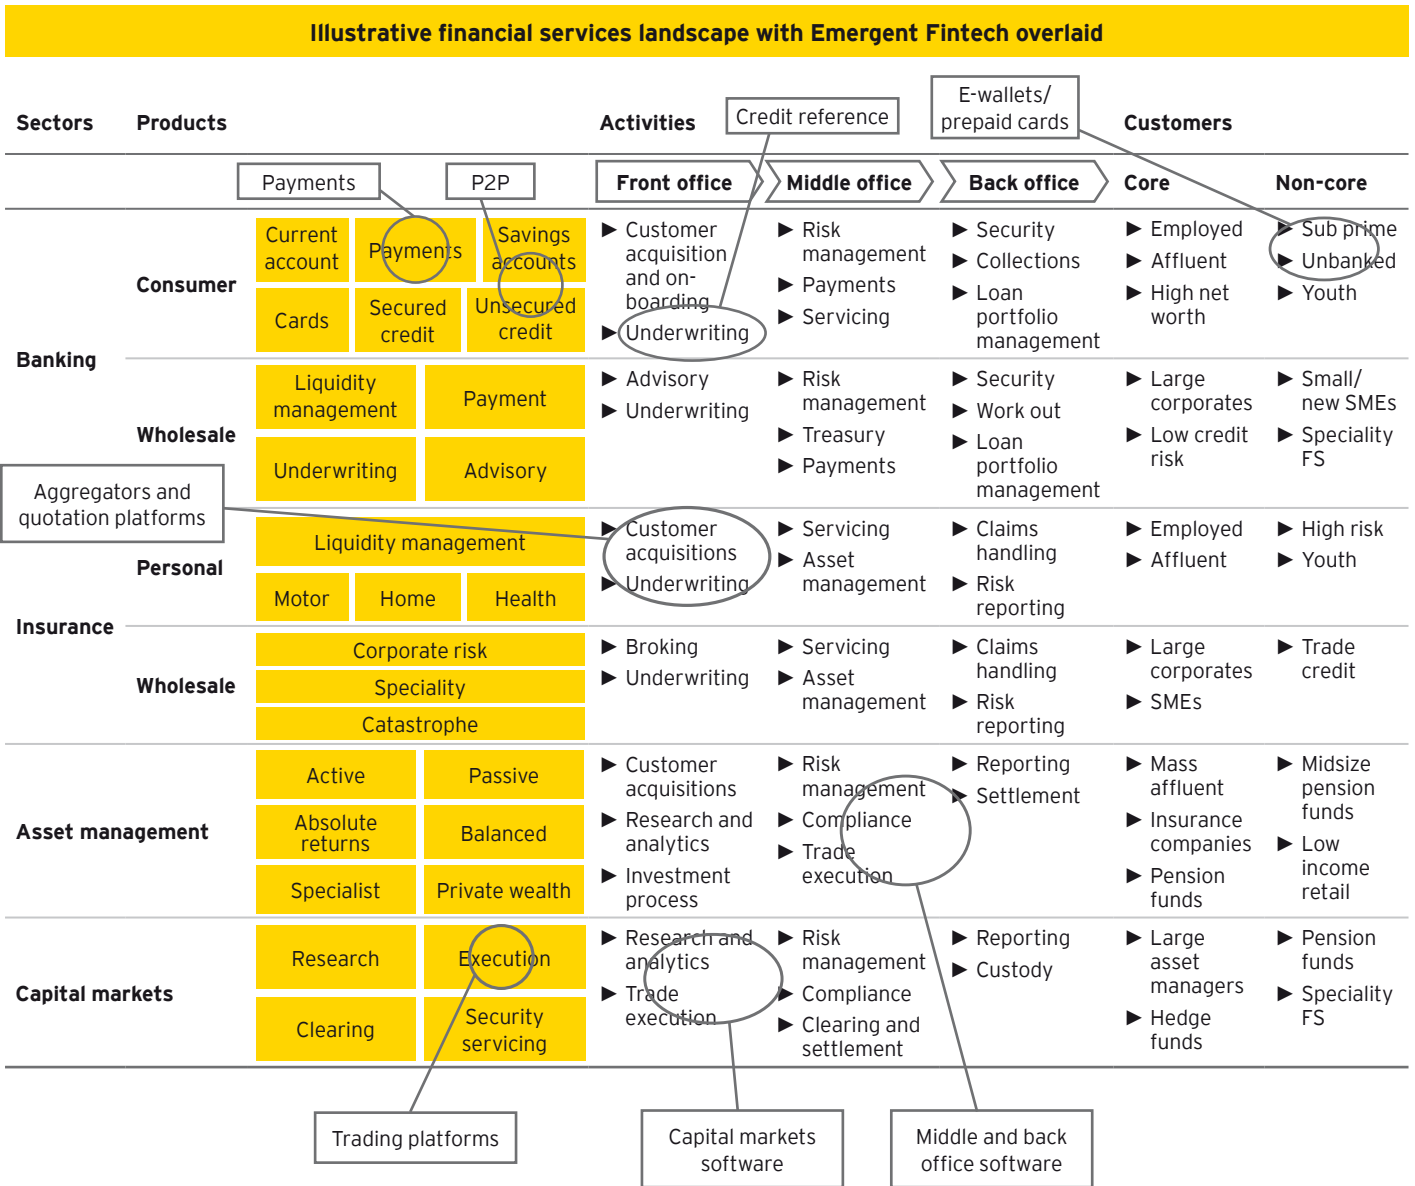 Illustrative financial services landscape with Emergent Fintech overlaid
Sectors
Products
Activities
Credit reference
E-wallets/
prepaid cards
Customers
Payments
P2P
Front office
Middle office
Back office
Core
Non-core
Banking
Consumer
Current
account
Payments
Savings
accounts
Cards
Secured
credit
Unsecured
credit
► Customer
acquisition
and on-
boarding
► Underwriting
► Risk
management
► Payments
► Servicing
► Security
► Collections
► Loan
portfolio
management
► Employed
► Affluent
► High net
worth
► Sub prime
► Unbanked
► Youth
Wholesale
Liquidity
management
Payment
Underwriting
Advisory
► Advisory
► Underwriting
► Risk
management
► Treasury
► Payments
► Security
► Work out
► Loan
portfolio
management
► Large
corporates
► Low credit
risk
► Small/
new SMEs
► Speciality
FS
Aggregators and
quotation platforms
Insurance
Personal
Liquidity management
Motor
Home
Health
► Customer
acquisitions
► Underwriting
► Servicing
► Asset
management
► Claims
handling
► Risk
reporting
► Employed
► Affluent
► High risk
► Youth
Wholesale
Corporate risk
Speciality
Catastrophe
► Broking
► Underwriting
► Servicing
► Asset
management
► Claims
handling
► Risk
reporting
► Large
corporates
► SMEs
► Trade
credit
Asset management
Active
Passive
Absolute
returns
Balanced
Specialist
Private wealth
► Customer
acquisitions
► Research and
analytics
► Investment
process
► Risk
management
► Compliance
► Trade
execution
► Reporting
► Settlement
► Mass
affluent
► Insurance
companies
► Pension
funds
► Midsize
pension
funds
► Low
income
retail
Capital markets
Research
Execution
Clearing
Security
servicing
► Research and
analytics
► Trade
execution
► Risk
management
► Compliance
► Clearing and
settlement
► Reporting
► Custody
► Large
asset
managers
► Hedge
funds
► Pension
funds
► Speciality
FS
Trading platforms
Capital markets
software
Middle and back
office software